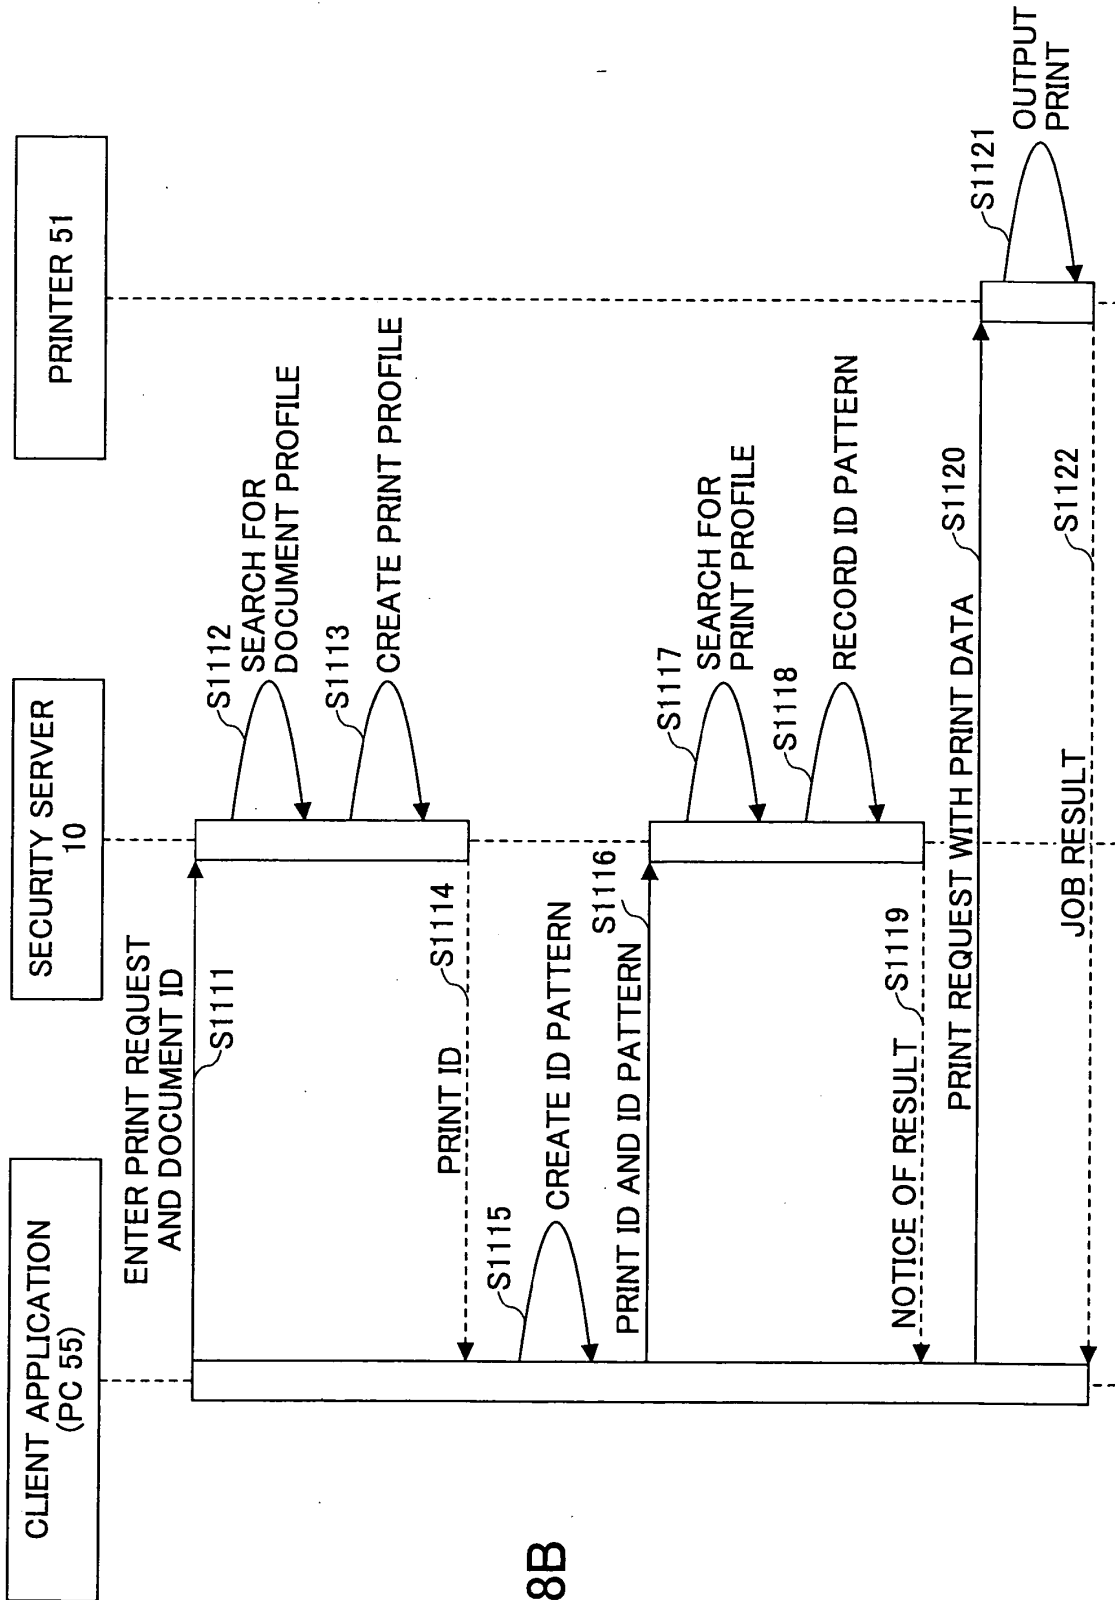 CLIENT APPLICATION
(PC 55)
SECURITY SERVER
10
PRINTER 51
ENTER PRINT REQUEST
AND DOCUMENT ID
S1111
S1112
SEARCH FOR
DOCUMENT PROFILE
S1113
CREATE PRINT PROFILE
PRINT ID
S1114
S1115
CREATE ID PATTERN
PRINT ID AND ID PATTERN
S1116
S1117
SEARCH FOR
PRINT PROFILE
S1118
RECORD ID PATTERN
NOTICE OF RESULT
S1119
PRINT REQUEST WITH PRINT DATA
S1120
S1121
OUTPUT
PRINT
JOB RESULT
S1122
8B